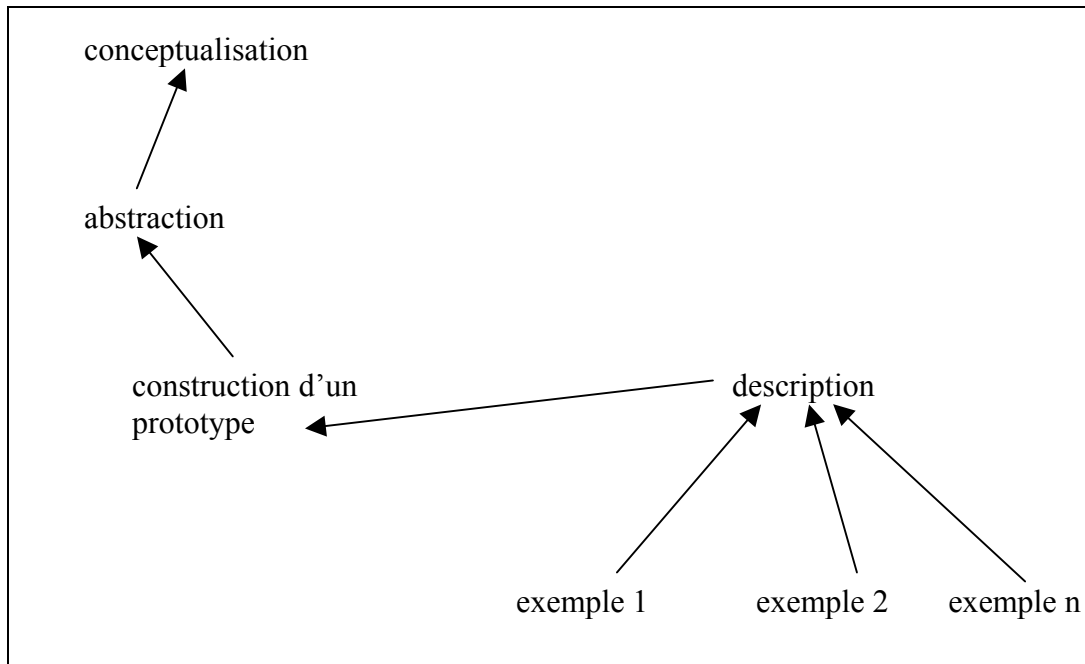 conceptualisation
abstraction
construction d’un
prototype
description
exemple 1
exemple 2
exemple n